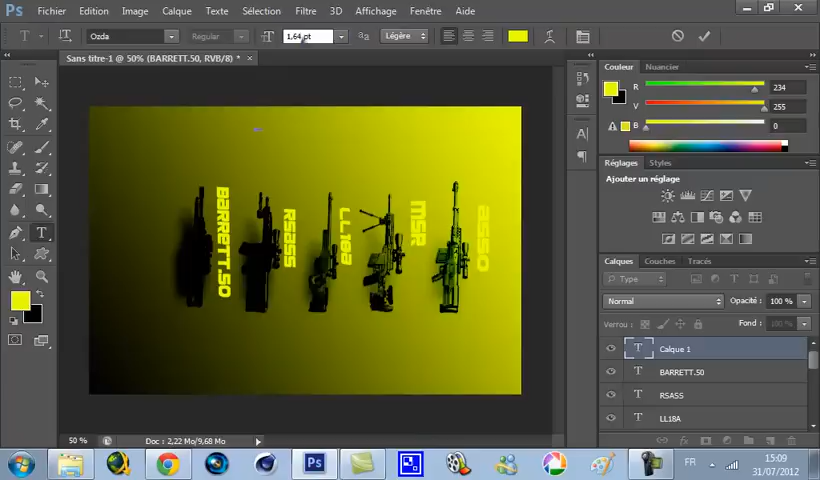 Ps Fichier Edition Image Calque Texte Sélection Filtre 3D Affichage Fenêtre Aide
T Ozda Regular 1,64 pt aa Légère
Sans titre-1 @ 50% (BARRETT.50, RVB/8) * ×
Couleur Nuancier
R 234
V 255
B 0
Réglages Styles
Ajouter un réglage
BARRETT.50
RSASS
LL18A
MSR
AS50
Calques Couches Tracés
Type
Normal Opacité : 100 %
Verrou : Fond : 100 %
T Calque 1
T BARRETT.50
T RSASS
T LL18A
50 % Doc : 2,22 Mo/9,68 Mo
Ps FR 15:09
31/07/2012